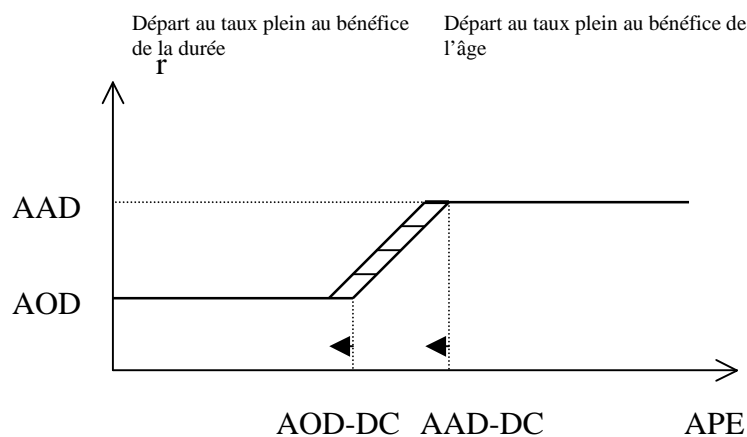 Départ au taux plein au bénéfice
de la durée
Départ au taux plein au bénéfice de
l'âge
r
AAD
AOD
AOD-DC
AAD-DC
APE